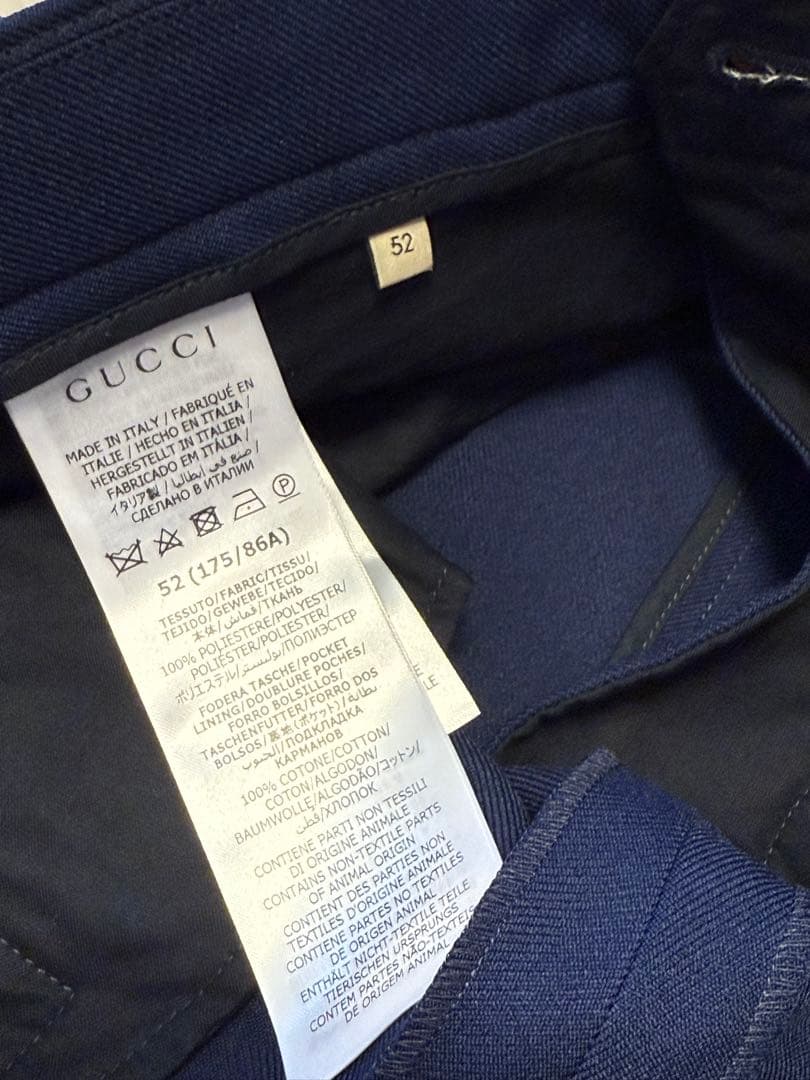 52
GUCCI
MADE IN ITALY / FABRIQUÉ EN
ITALIE / HECHO EN ITALIA /
HERGESTELLT IN ITALIEN /
FABRICADO EM ITÁLIA /
イタリア製 / صنع في ايطاليا /
СДЕЛАНО В ИТАЛИИ
P
52 (175/86A)
TESSUTO/FABRIC/TISSU/
TEJIDO/GEWEBE/TECIDO/
本体/قماش/ТКАНЬ
100% POLIESTERE/POLYESTER/
POLIÉSTER/POLIESTER/
ポリエステル/بوليستر/ПОЛИЭСТЕР
FODERA TASCHE/POCKET
LINING/DOUBLURE POCHES/
FORRO BOLSILLOS/
TASCHENFUTTER/FORRO DOS
BOLSOS/裏地(ポケット)/بطانة
الجيوب/ПОДКЛАДКА
КАРМАНОВ
100% COTONE/COTTON/
COTON/ALGODON/
BAUMWOLLE/ALGODÃO/コットン/
قطن/ХЛОПОК
CONTIENE PARTI NON TESSILI
DI ORIGINE ANIMALE
CONTAINS NON-TEXTILE PARTS
OF ANIMAL ORIGIN
CONTIENT DES PARTIES NON
TEXTILES D'ORIGINE ANIMALE
CONTIENE PARTES NO TEXTILES
DE ORIGEN ANIMAL
ENTHÄLT NICHT-TEXTILE TEILE
TIERISCHEN URSPRUNGS
CONTEM PARTES NÃO-TEXTEIS
DE ORIGEM ANIMAL